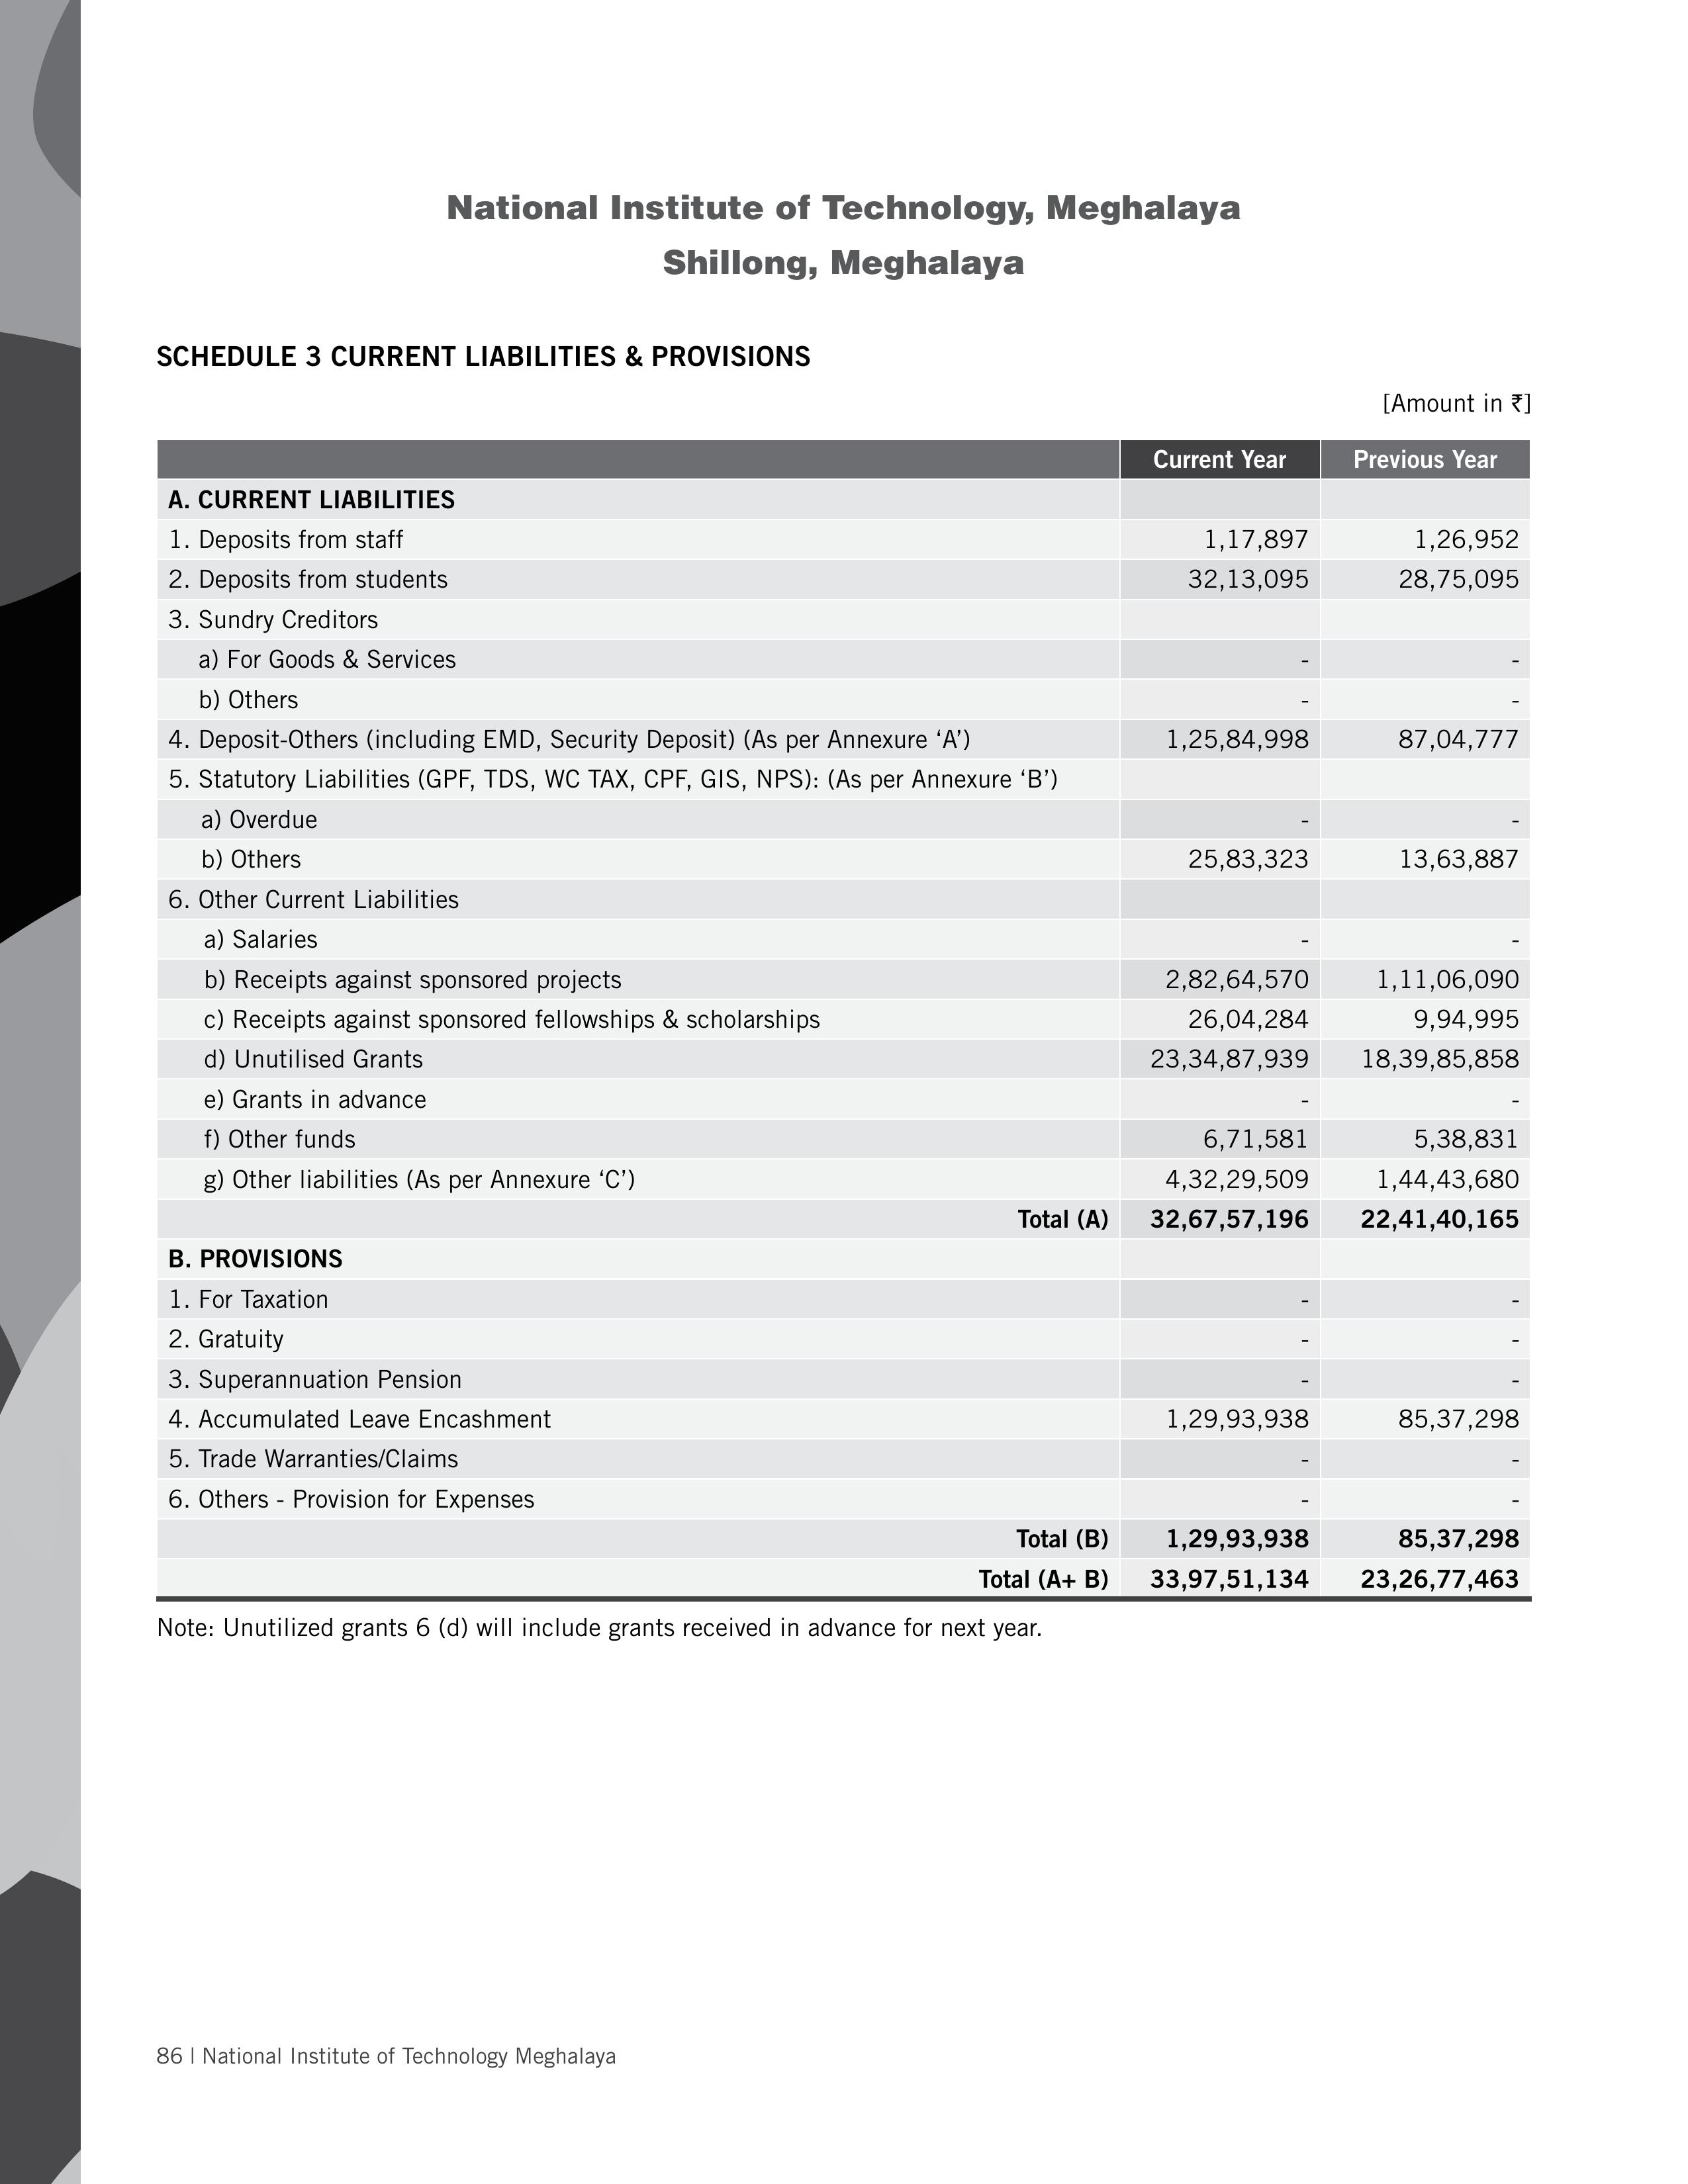 National Institute of Technology, Meghalaya
Shillong, Meghalaya
SCHEDULE 3 CURRENT LIABILITIES & PROVISIONS
[Amount in ₹]
Current Year Previous Year
A. CURRENT LIABILITIES
1. Deposits from staff 1,17,897 1,26,952
2. Deposits from students 32,13,095 28,75,095
3. Sundry Creditors
a) For Goods & Services - -
b) Others - -
4. Deposit-Others (including EMD, Security Deposit) (As per Annexure ‘A’) 1,25,84,998 87,04,777
5. Statutory Liabilities (GPF, TDS, WC TAX, CPF, GIS, NPS): (As per Annexure ‘B’)
a) Overdue - -
b) Others 25,83,323 13,63,887
6. Other Current Liabilities
a) Salaries - -
b) Receipts against sponsored projects 2,82,64,570 1,11,06,090
c) Receipts against sponsored fellowships & scholarships 26,04,284 9,94,995
d) Unutilised Grants 23,34,87,939 18,39,85,858
e) Grants in advance - -
f) Other funds 6,71,581 5,38,831
g) Other liabilities (As per Annexure ‘C’) 4,32,29,509 1,44,43,680
Total (A) 32,67,57,196 22,41,40,165
B. PROVISIONS
1. For Taxation - -
2. Gratuity - -
3. Superannuation Pension - -
4. Accumulated Leave Encashment 1,29,93,938 85,37,298
5. Trade Warranties/Claims - -
6. Others - Provision for Expenses - -
Total (B) 1,29,93,938 85,37,298
Total (A+ B) 33,97,51,134 23,26,77,463
Note: Unutilized grants 6 (d) will include grants received in advance for next year.
86 | National Institute of Technology Meghalaya